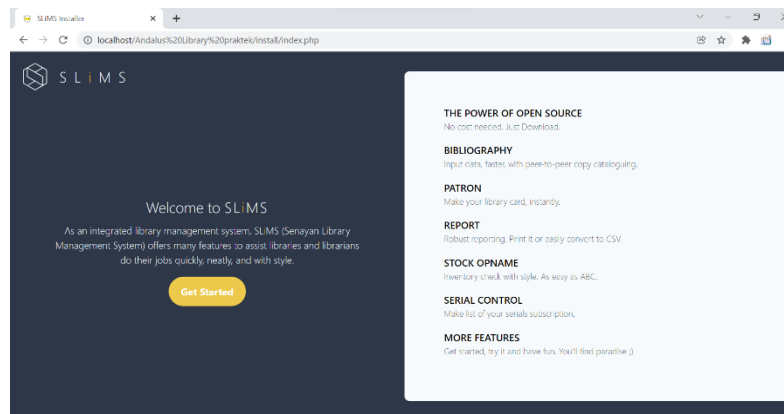 SLiMS Installer
localhost/Andalus%20Library%20praktek/install/index.php
SLiMS
Welcome to SLiMS
As an integrated library management system, SLiMS (Senayan Library
Management System) offers many features to assist libraries and librarians
do their jobs quickly, neatly, and with style.
Get Started
THE POWER OF OPEN SOURCE
No cost needed. Just Download.
BIBLIOGRAPHY
Input data, faster, with peer-to-peer copy cataloguing.
PATRON
Make your library card, instantly.
REPORT
Robust reporting. Print it or easily convert to CSV.
STOCK OPNAME
Inventory check with style. As easy as ABC.
SERIAL CONTROL
Make list of your serials subscription.
MORE FEATURES
Get started, try it and have fun. You'll find paradise ;)